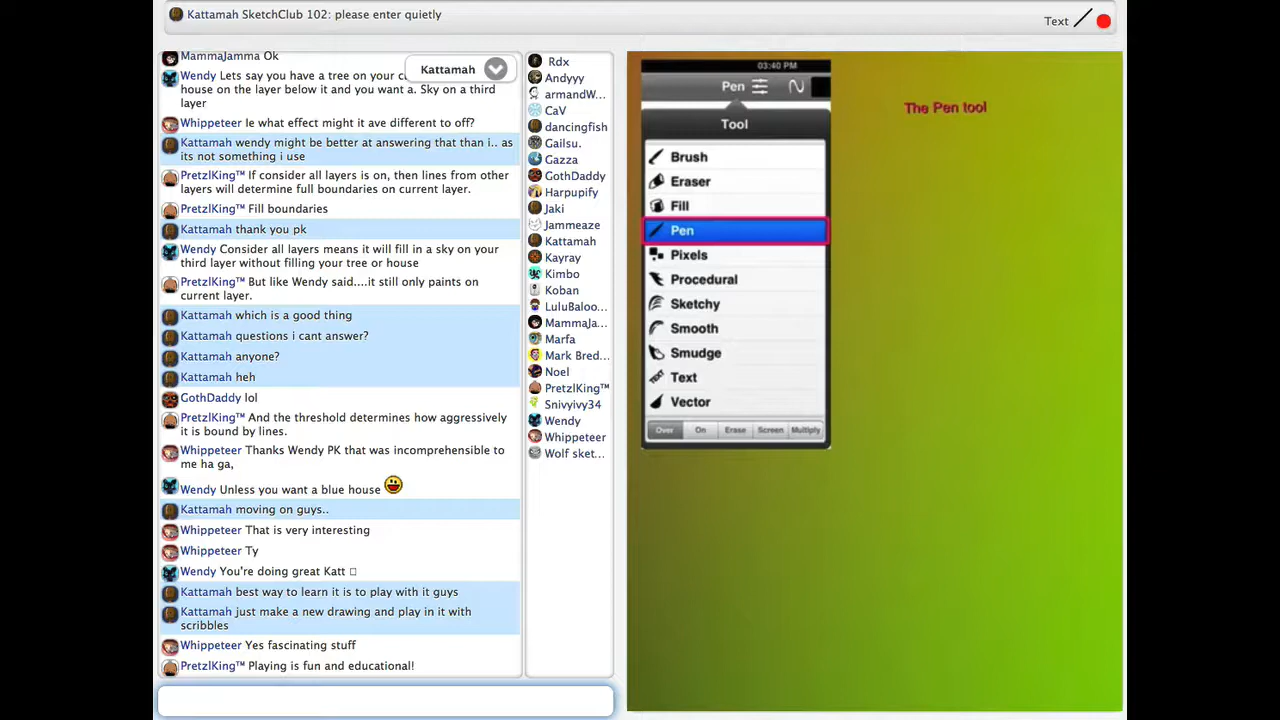 Kattamah SketchClub 102: please enter quietly
Text
MammaJamma Ok
Wendy Lets say you have a tree on your
house on the layer below it and you want a. Sky on a third
layer
Whippeteer Ie what effect might it ave different to off?
Kattamah wendy might be better at answering that than i.. as
its not something i use
PretzlKing™ If consider all layers is on, then lines from other
layers will determine full boundaries on current layer.
PretzlKing™ Fill boundaries
Kattamah thank you pk
Wendy Consider all layers means it will fill in a sky on your
third layer without filling your tree or house
PretzlKing™ But like Wendy said....it still only paints on
current layer.
Kattamah which is a good thing
Kattamah questions i cant answer?
Kattamah anyone?
Kattamah heh
GothDaddy lol
PretzlKing™ And the threshold determines how aggressively
it is bound by lines.
Whippeteer Thanks Wendy PK that was incomprehensible to
me ha ga,
Wendy Unless you want a blue house
Kattamah moving on guys..
Whippeteer That is very interesting
Whippeteer Ty
Wendy You're doing great Katt
Kattamah best way to learn it is to play with it guys
Kattamah just make a new drawing and play in it with
scribbles
Whippeteer Yes fascinating stuff
PretzlKing™ Playing is fun and educational!
Kattamah
Rdx
Andyyy
armandW...
CaV
dancingfish
Gailsu.
Gazza
GothDaddy
Harpupify
Jaki
Jammeaze
Kattamah
Kayray
Kimbo
Koban
LuluBaloo...
MammaJa...
Marfa
Mark Bred...
Noel
PretzlKing™
Snivyivy34
Wendy
Whippeteer
Wolf sket...
03:40 PM
Pen
Tool
Brush
Eraser
Fill
Pen
Pixels
Procedural
Sketchy
Smooth
Smudge
Text
Vector
Over On Erase Screen Multiply
The Pen tool